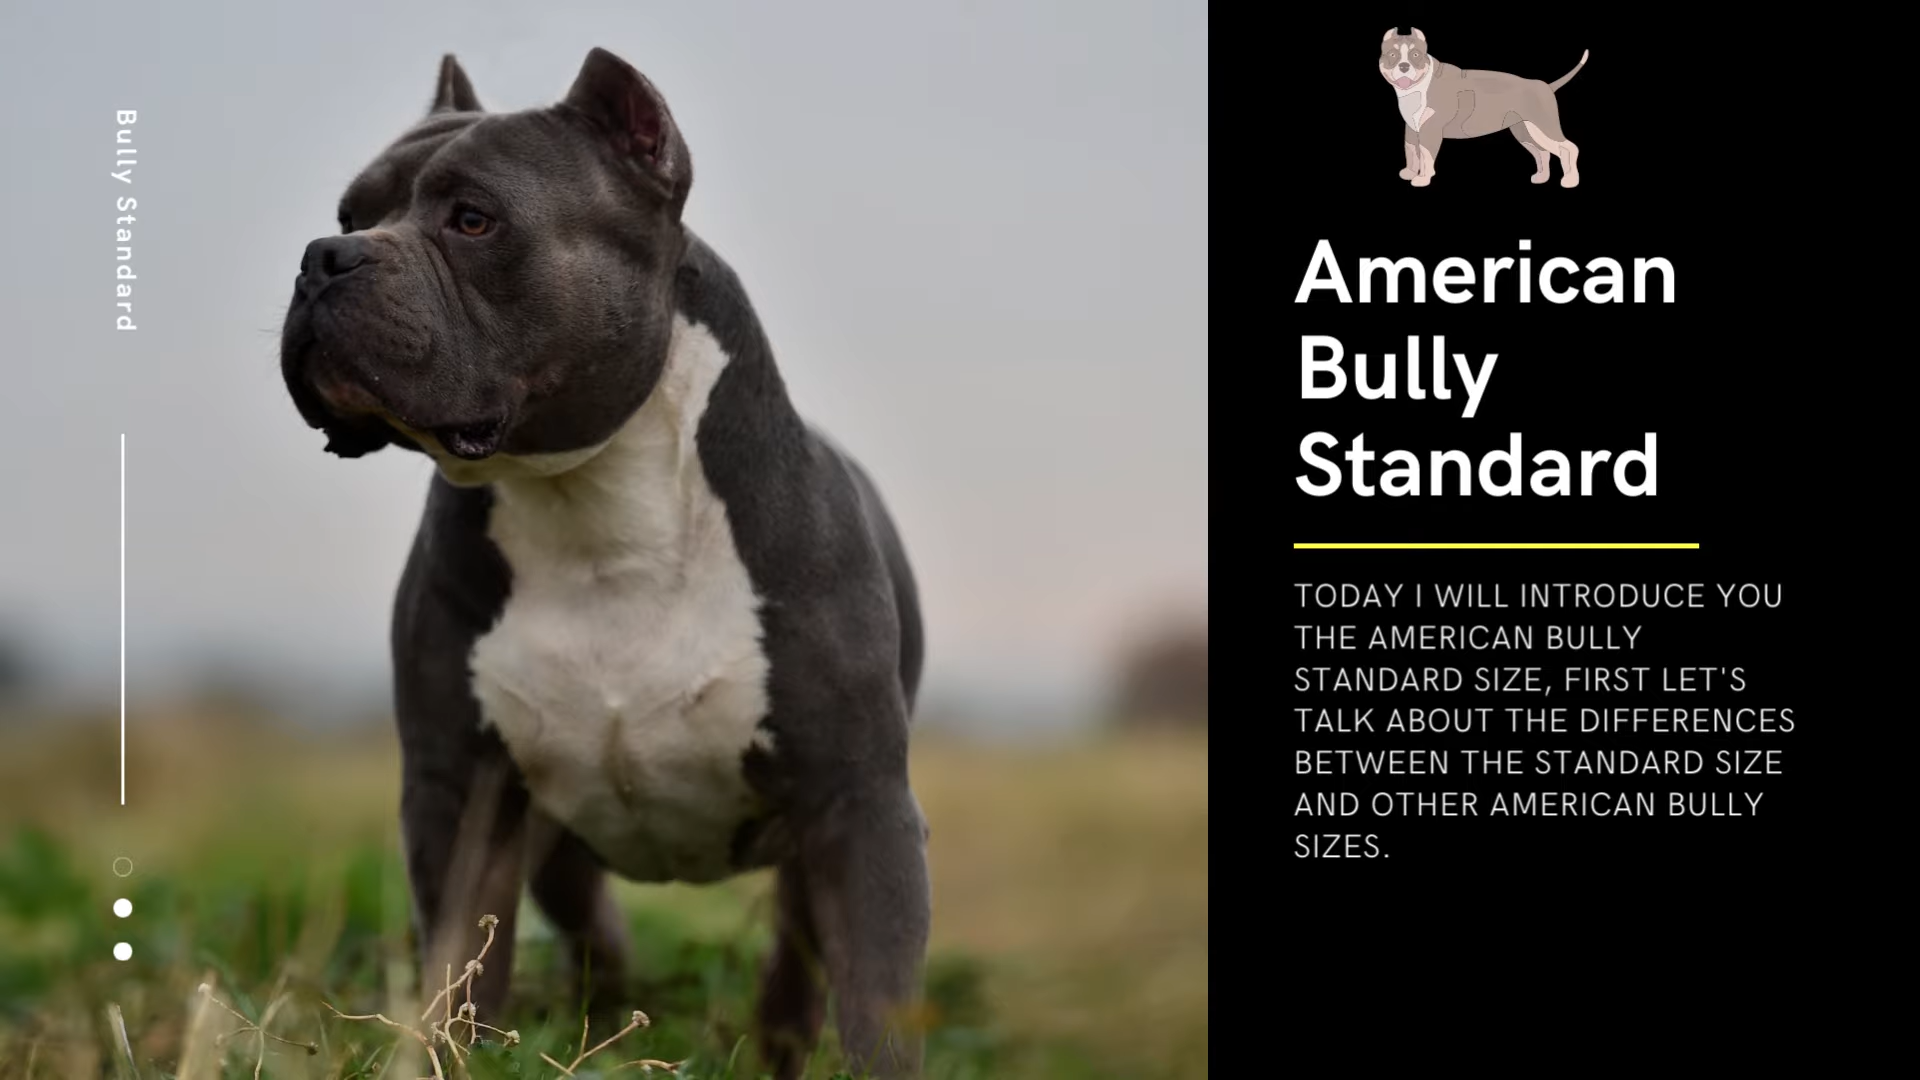 Bully Standard
American
Bully
Standard
TODAY I WILL INTRODUCE YOU
THE AMERICAN BULLY
STANDARD SIZE, FIRST LET'S
TALK ABOUT THE DIFFERENCES
BETWEEN THE STANDARD SIZE
AND OTHER AMERICAN BULLY
SIZES.